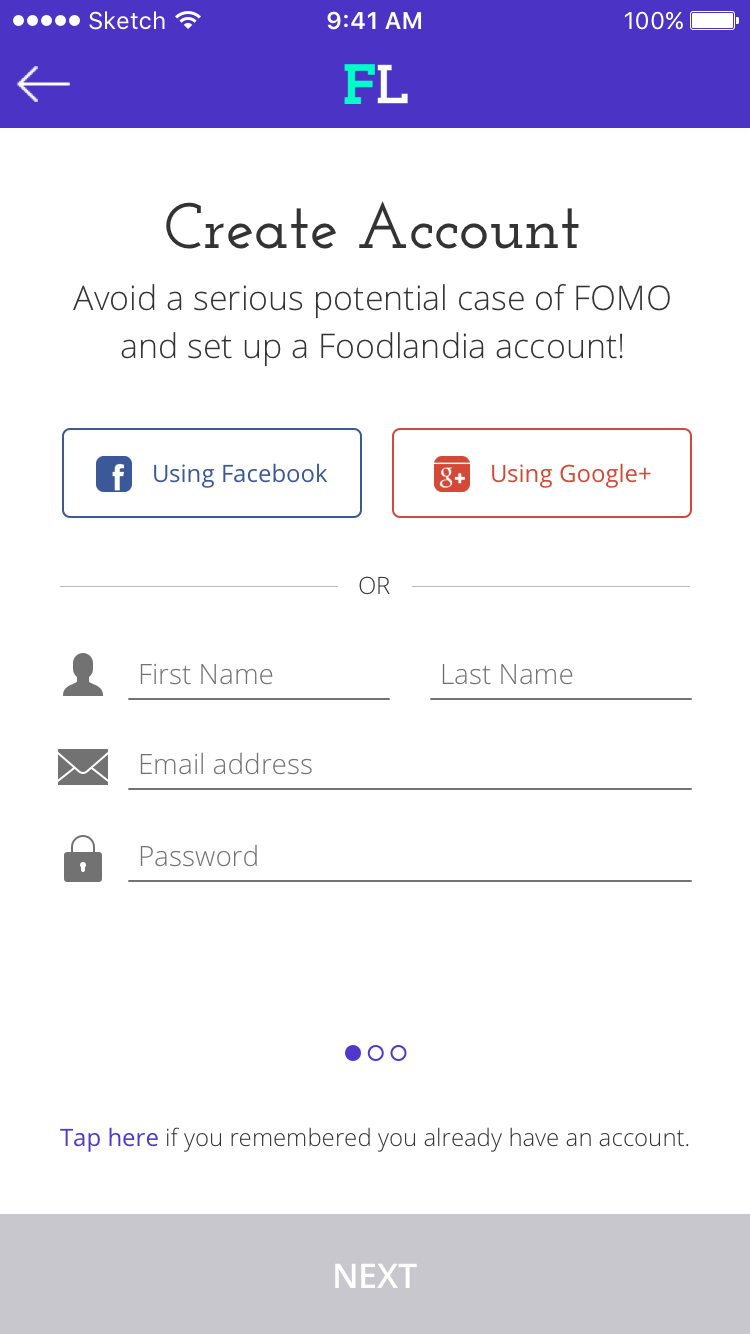 Sketch 9:41 AM 100%
FL
Create Account
Avoid a serious potential case of FOMO
and set up a Foodlandia account!
f Using Facebook g+ Using Google+
OR
First Name Last Name
Email address
Password
Tap here if you remembered you already have an account.
NEXT